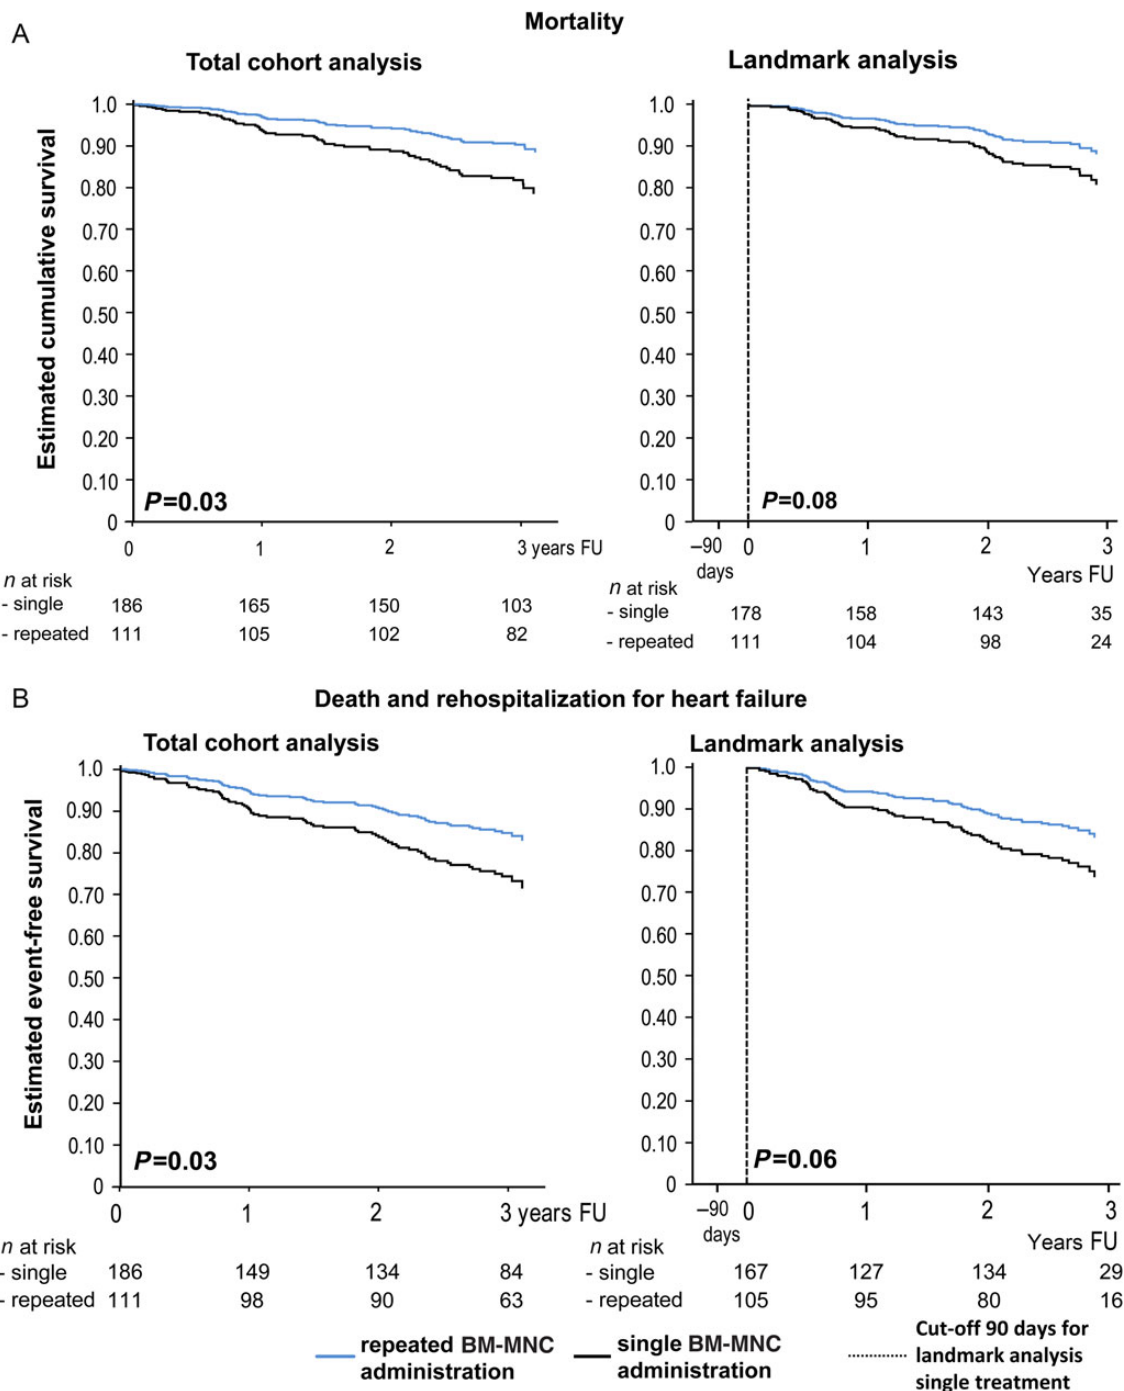 A
Mortality
Total cohort analysis
Landmark analysis
Estimated cumulative survival
1.0
0.90
0.80
0.70
0.60
0.50
0.40
0.30
0.20
0.10
0
P=0.03
0 1 2 3 years FU
n at risk
- single 186 165 150 103
- repeated 111 105 102 82
1.0
0.90
0.80
0.70
0.60
0.50
0.40
0.30
0.20
0.10
0
P=0.08
–90 0 1 2 3
days
Years FU
n at risk
- single 178 158 143 35
- repeated 111 104 98 24
B
Death and rehospitalization for heart failure
Total cohort analysis
Landmark analysis
Estimated event-free survival
1.0
0.90
0.80
0.70
0.60
0.50
0.40
0.30
0.20
0.10
0
P=0.03
0 1 2 3 years FU
n at risk
- single 186 149 134 84
- repeated 111 98 90 63
1.0
0.90
0.80
0.70
0.60
0.50
0.40
0.30
0.20
0.10
0
P=0.06
–90 0 1 2 3
days
Years FU
n at risk
- single 167 127 134 29
- repeated 105 95 80 16
repeated BM-MNC
administration
single BM-MNC
administration
Cut-off 90 days for
landmark analysis
single treatment